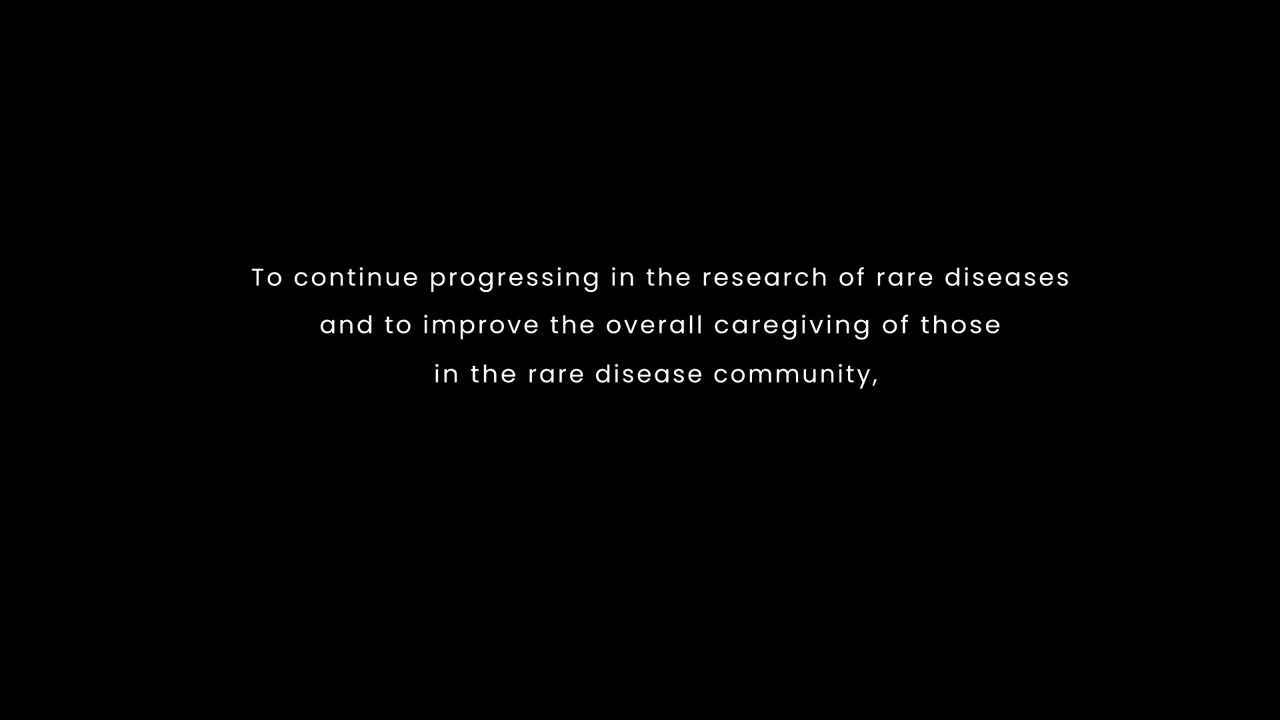 To continue progressing in the research of rare diseases
and to improve the overall caregiving of those
in the rare disease community,